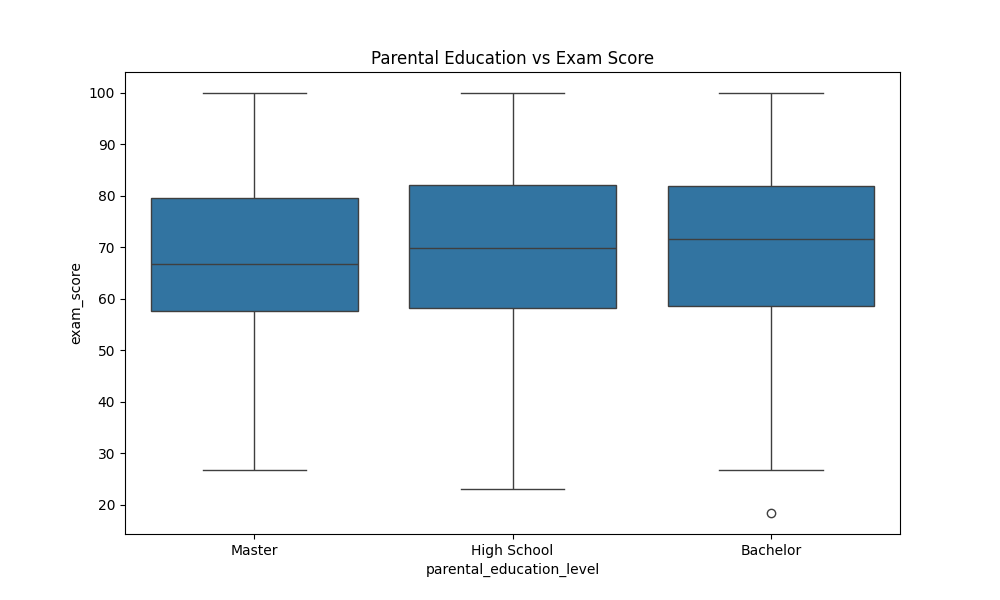 Parental Education vs Exam Score
exam_score
100
90
80
70
60
50
40
30
20
Master
High School
Bachelor
parental_education_level